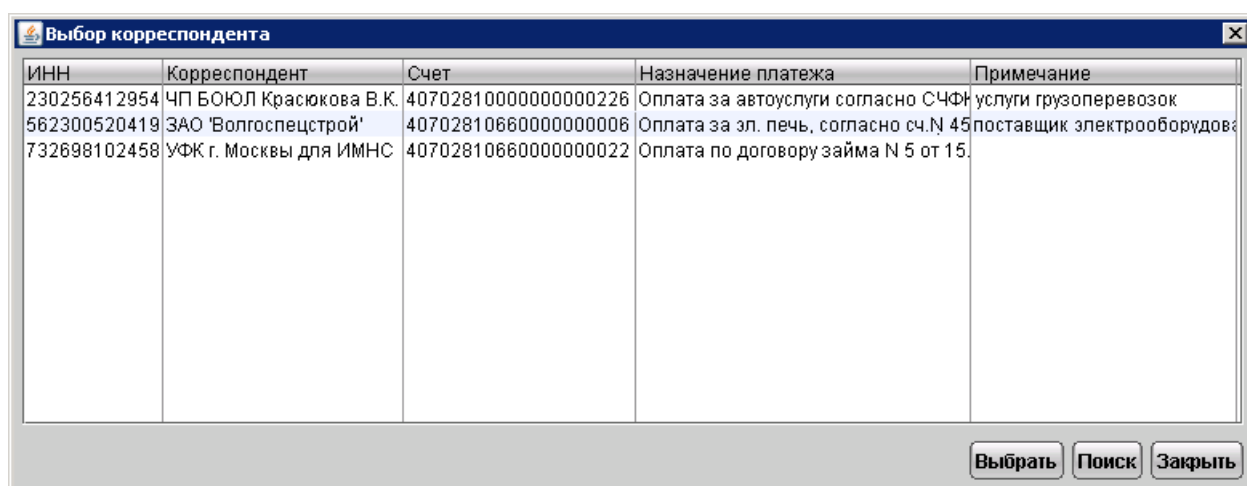 Выбор корреспондента
ИНН Корреспондент Счет Назначение платежа Примечание
230256412954 ЧП БОЮЛ Красюкова В.К. 40702810000000000226 Оплата за автоуслуги согласно СЧФ услуги грузоперевозок
562300520419 ЗАО 'Волгоспецстрой' 40702810660000000006 Оплата за эл. печь, согласно сч.N 45 поставщик электрооборудова
732698102458 УФК г. Москвы для ИМНС 40702810660000000022 Оплата по договору займа N 5 от 15.
Выбрать Поиск Закрыть